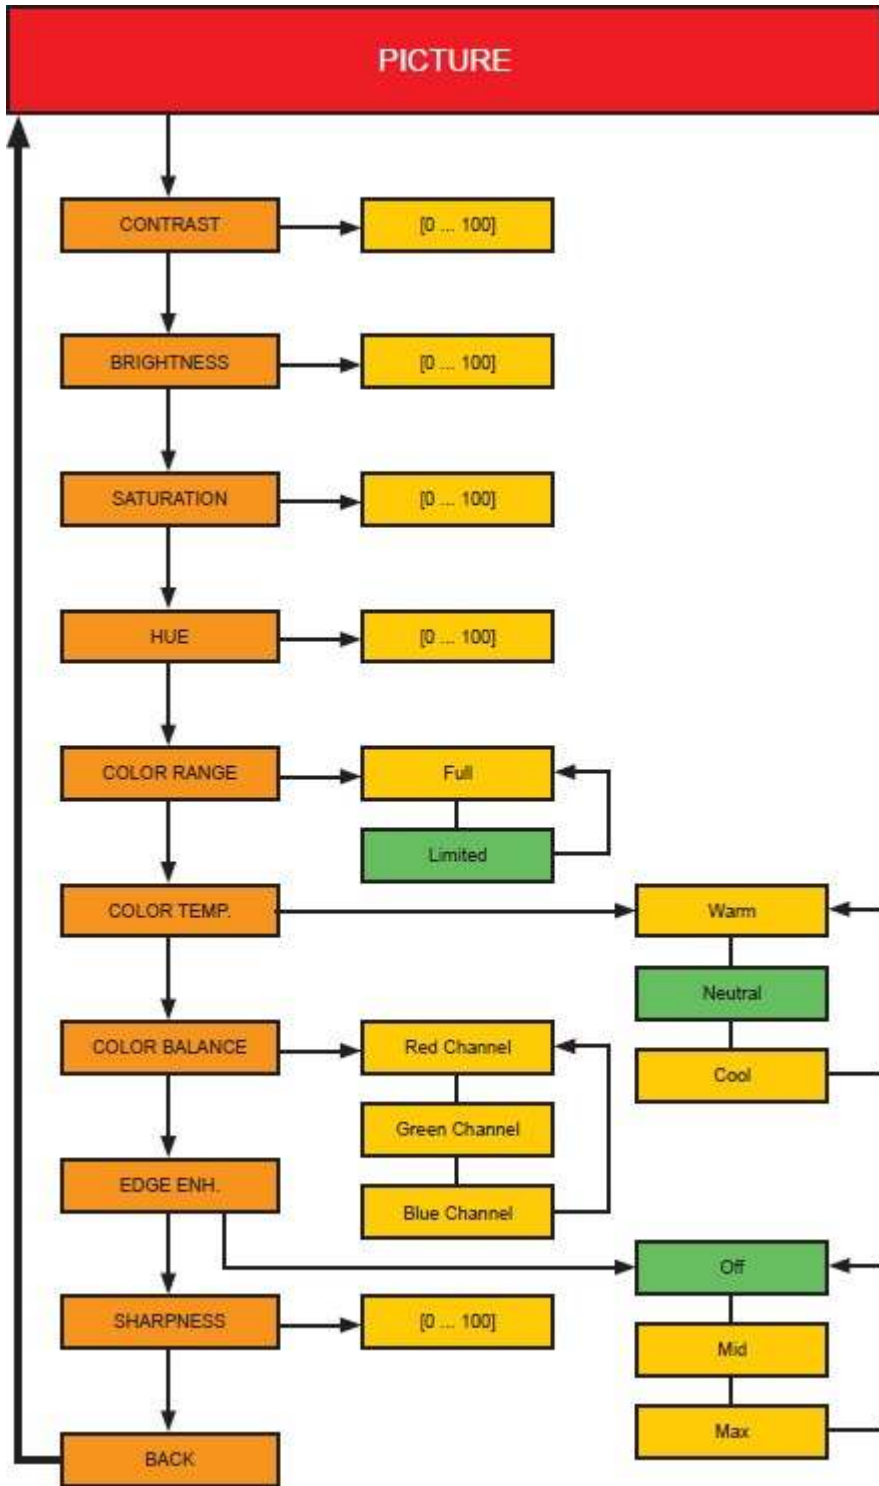 PICTURE
CONTRAST
[0 ... 100]
BRIGHTNESS
[0 ... 100]
SATURATION
[0 ... 100]
HUE
[0 ... 100]
COLOR RANGE
Full
Limited
COLOR TEMP.
Warm
Neutral
Cool
COLOR BALANCE
Red Channel
Green Channel
Blue Channel
EDGE ENH.
Off
Mid
Max
SHARPNESS
[0 ... 100]
BACK